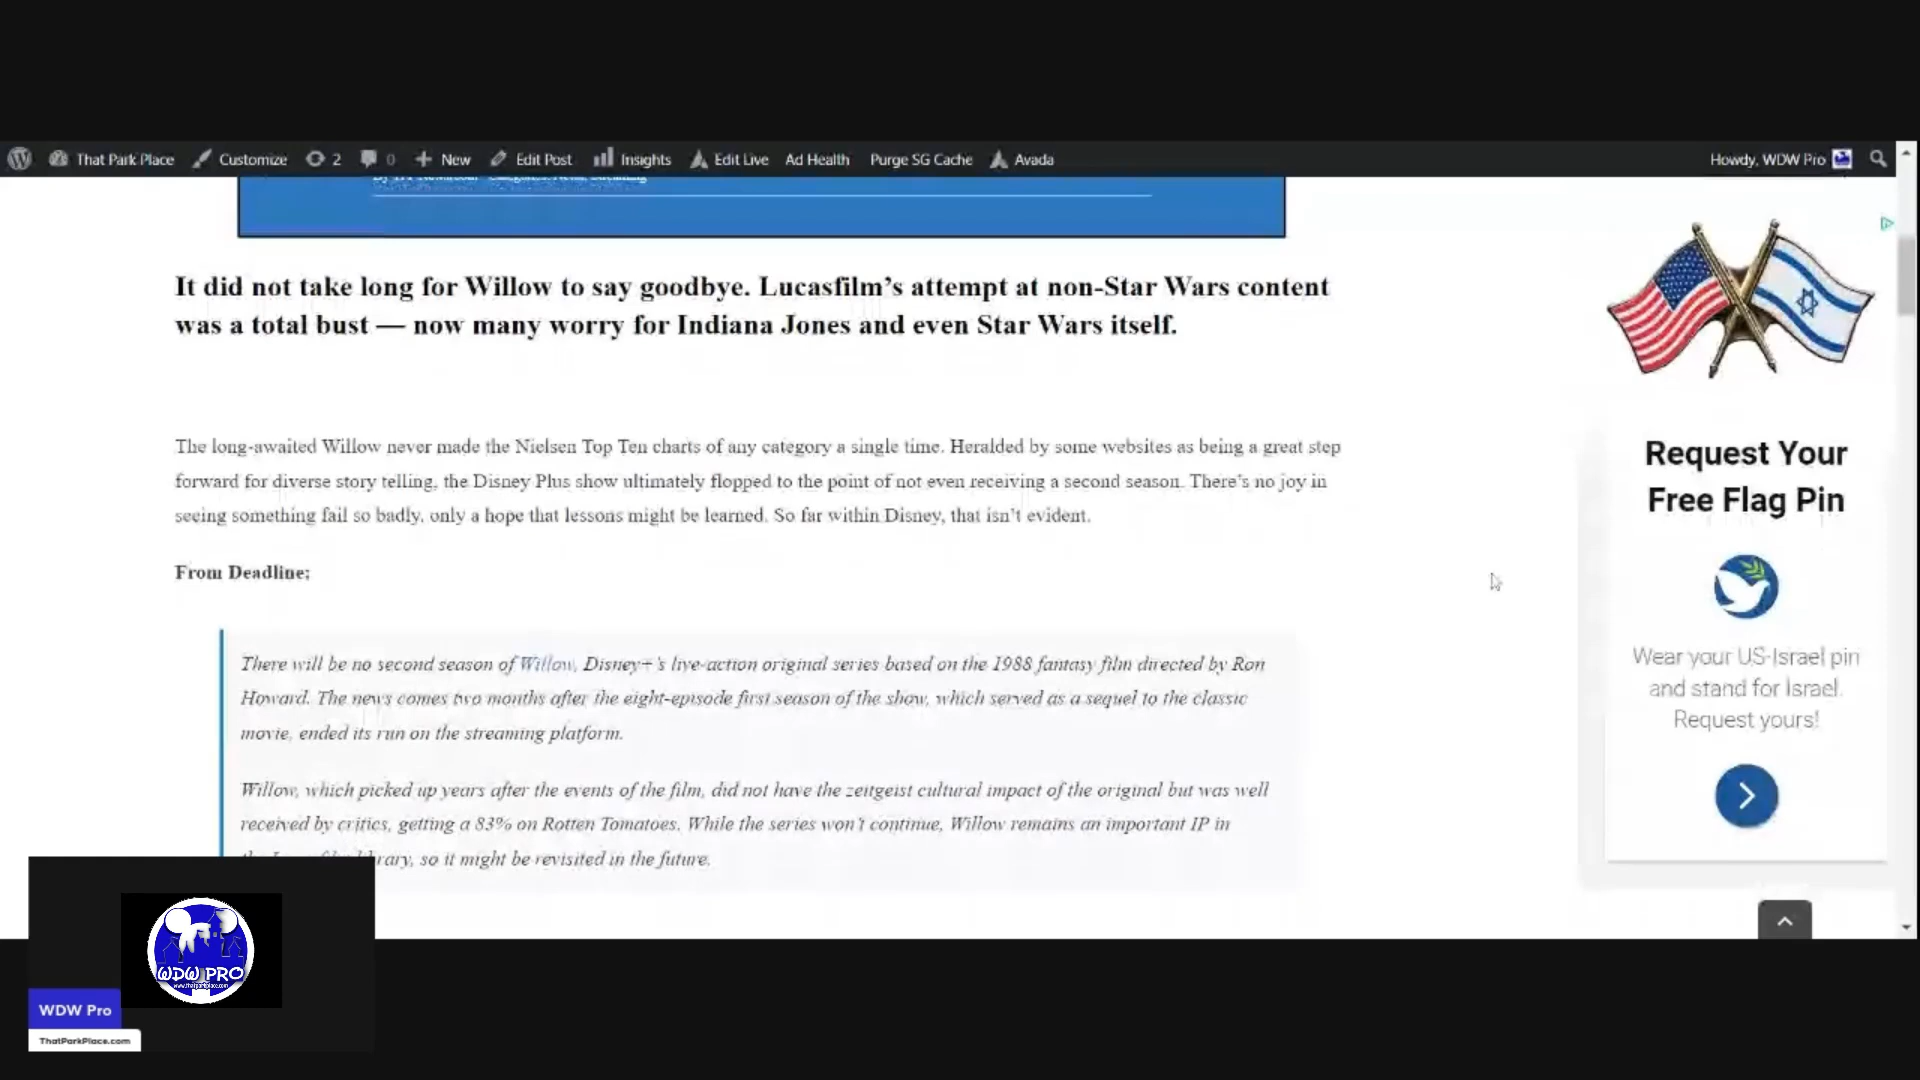 That Park Place Customize 2 0 New Edit Post Insights Edit Live Ad Health Purge SG Cache Avada Howdy, WDW Pro
It did not take long for Willow to say goodbye. Lucasfilm’s attempt at non-Star Wars content
was a total bust — now many worry for Indiana Jones and even Star Wars itself.
The long-awaited Willow never made the Nielsen Top Ten charts of any category a single time. Heralded by some websites as being a great step
forward for diverse story telling, the Disney Plus show ultimately flopped to the point of not even receiving a second season. There’s no joy in
seeing something fail so badly, only a hope that lessons might be learned. So far within Disney, that isn’t evident.
From Deadline:
There will be no second season of Willow, Disney+’s live-action original series based on the 1988 fantasy film directed by Ron
Howard. The news comes two months after the eight-episode first season of the show, which served as a sequel to the classic
movie, ended its run on the streaming platform.
Willow, which picked up years after the events of the film, did not have the zeitgeist cultural impact of the original but was well
received by critics, getting a 83% on Rotten Tomatoes. While the series won’t continue, Willow remains an important IP in
so it might be revisited in the future.
Request Your
Free Flag Pin
Wear your US-Israel pin
and stand for Israel.
Request yours!
WDW PRO
www.thatparkplace.com
WDW Pro
ThatParkPlace.com